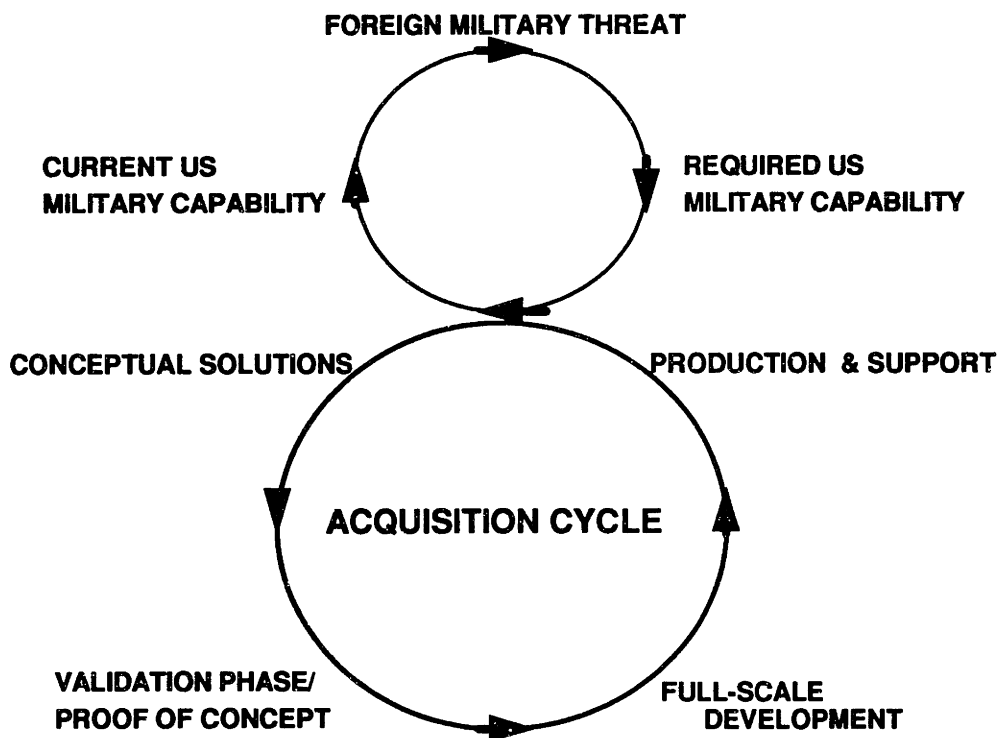 FOREIGN MILITARY THREAT
CURRENT US
MILITARY CAPABILITY
REQUIRED US
MILITARY CAPABILITY
CONCEPTUAL SOLUTIONS
PRODUCTION & SUPPORT
ACQUISITION CYCLE
VALIDATION PHASE/
PROOF OF CONCEPT
FULL-SCALE
DEVELOPMENT